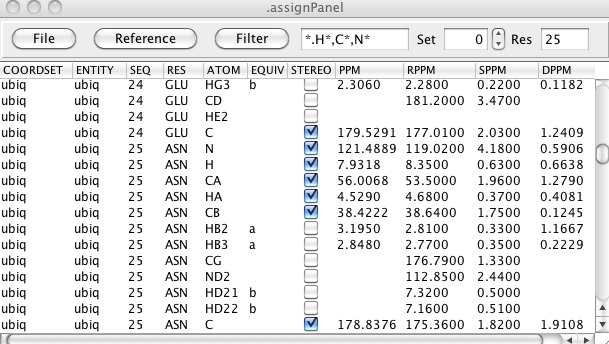 .assignPanel
File Reference Filter *.H*,C*,N* Set 0 Res 25
COORDSET ENTITY SEQ RES ATOM EQUIV STEREO PPM RPPM SPPM DPPM
ubiq ubiq 24 GLU HG3 b 2.3060 2.2800 0.2200 0.1182
ubiq ubiq 24 GLU CD 181.2000 3.4700
ubiq ubiq 24 GLU HE2
ubiq ubiq 24 GLU C 179.5291 177.0100 2.0300 1.2409
ubiq ubiq 25 ASN N 121.4889 119.0200 4.1800 0.5906
ubiq ubiq 25 ASN H 7.9318 8.3500 0.6300 0.6638
ubiq ubiq 25 ASN CA 56.0068 53.5000 1.9600 1.2790
ubiq ubiq 25 ASN HA 4.5290 4.6800 0.3700 0.4081
ubiq ubiq 25 ASN CB 38.4222 38.6400 1.7500 0.1245
ubiq ubiq 25 ASN HB2 a 3.1950 2.8100 0.3300 1.1667
ubiq ubiq 25 ASN HB3 a 2.8480 2.7700 0.3500 0.2229
ubiq ubiq 25 ASN CG 176.7900 1.3300
ubiq ubiq 25 ASN ND2 112.8500 2.4400
ubiq ubiq 25 ASN HD21 b 7.3200 0.5000
ubiq ubiq 25 ASN HD22 b 7.1600 0.5100
ubiq ubiq 25 ASN C 178.8376 175.3600 1.8200 1.9108